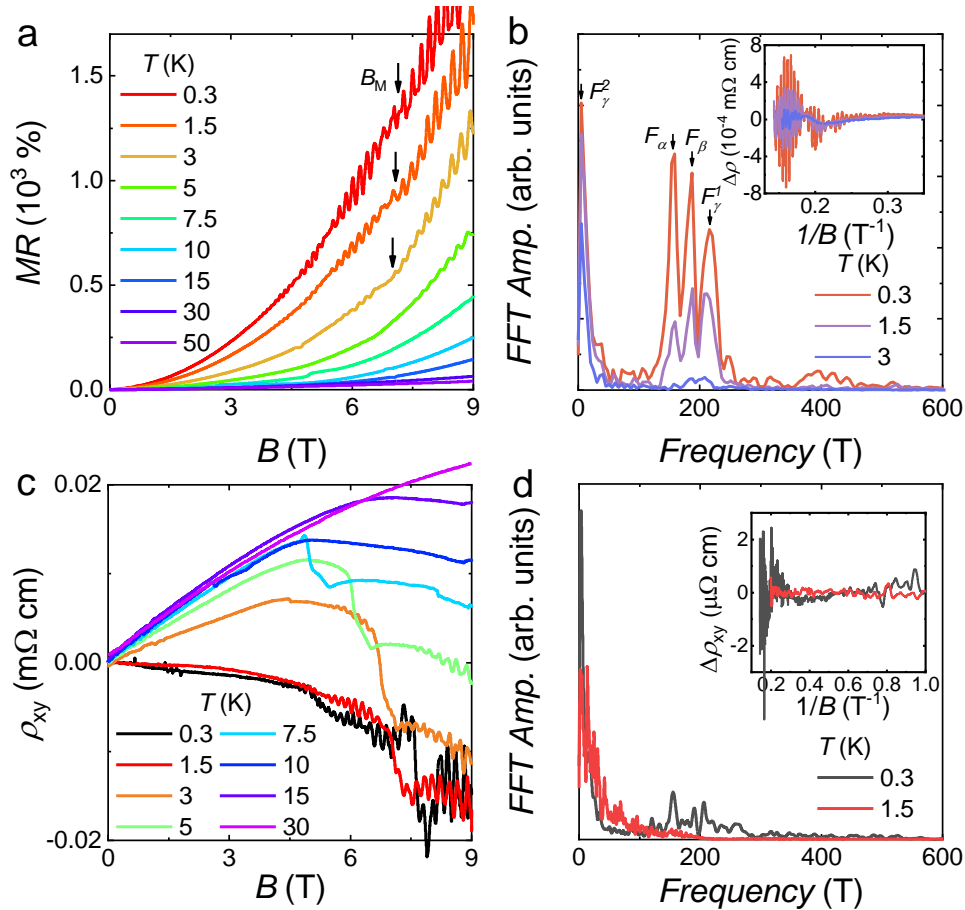 a
T (K)
0.3
1.5
3
5
7.5
10
15
30
50
B_M
MR (10³ %)
1.5
1.0
0.5
0.0
0
3
6
9
B (T)
b
F_γ²
F_α
F_β
F_γ¹
FFT Amp. (arb. units)
Δρ (10⁻⁴ mΩ cm)
8
4
0
-4
-8
0.2
0.3
1/B (T⁻¹)
T (K)
0.3
1.5
3
0
200
400
600
Frequency (T)
c
ρ_xy (mΩ cm)
0.02
0.00
-0.02
T (K)
0.3
7.5
1.5
10
3
15
5
30
0
3
6
9
B (T)
d
FFT Amp. (arb. units)
Δρ_xy (μΩ cm)
2
0
-2
0.2 0.4 0.6 0.8 1.0
1/B (T⁻¹)
T (K)
0.3
1.5
0
200
400
600
Frequency (T)